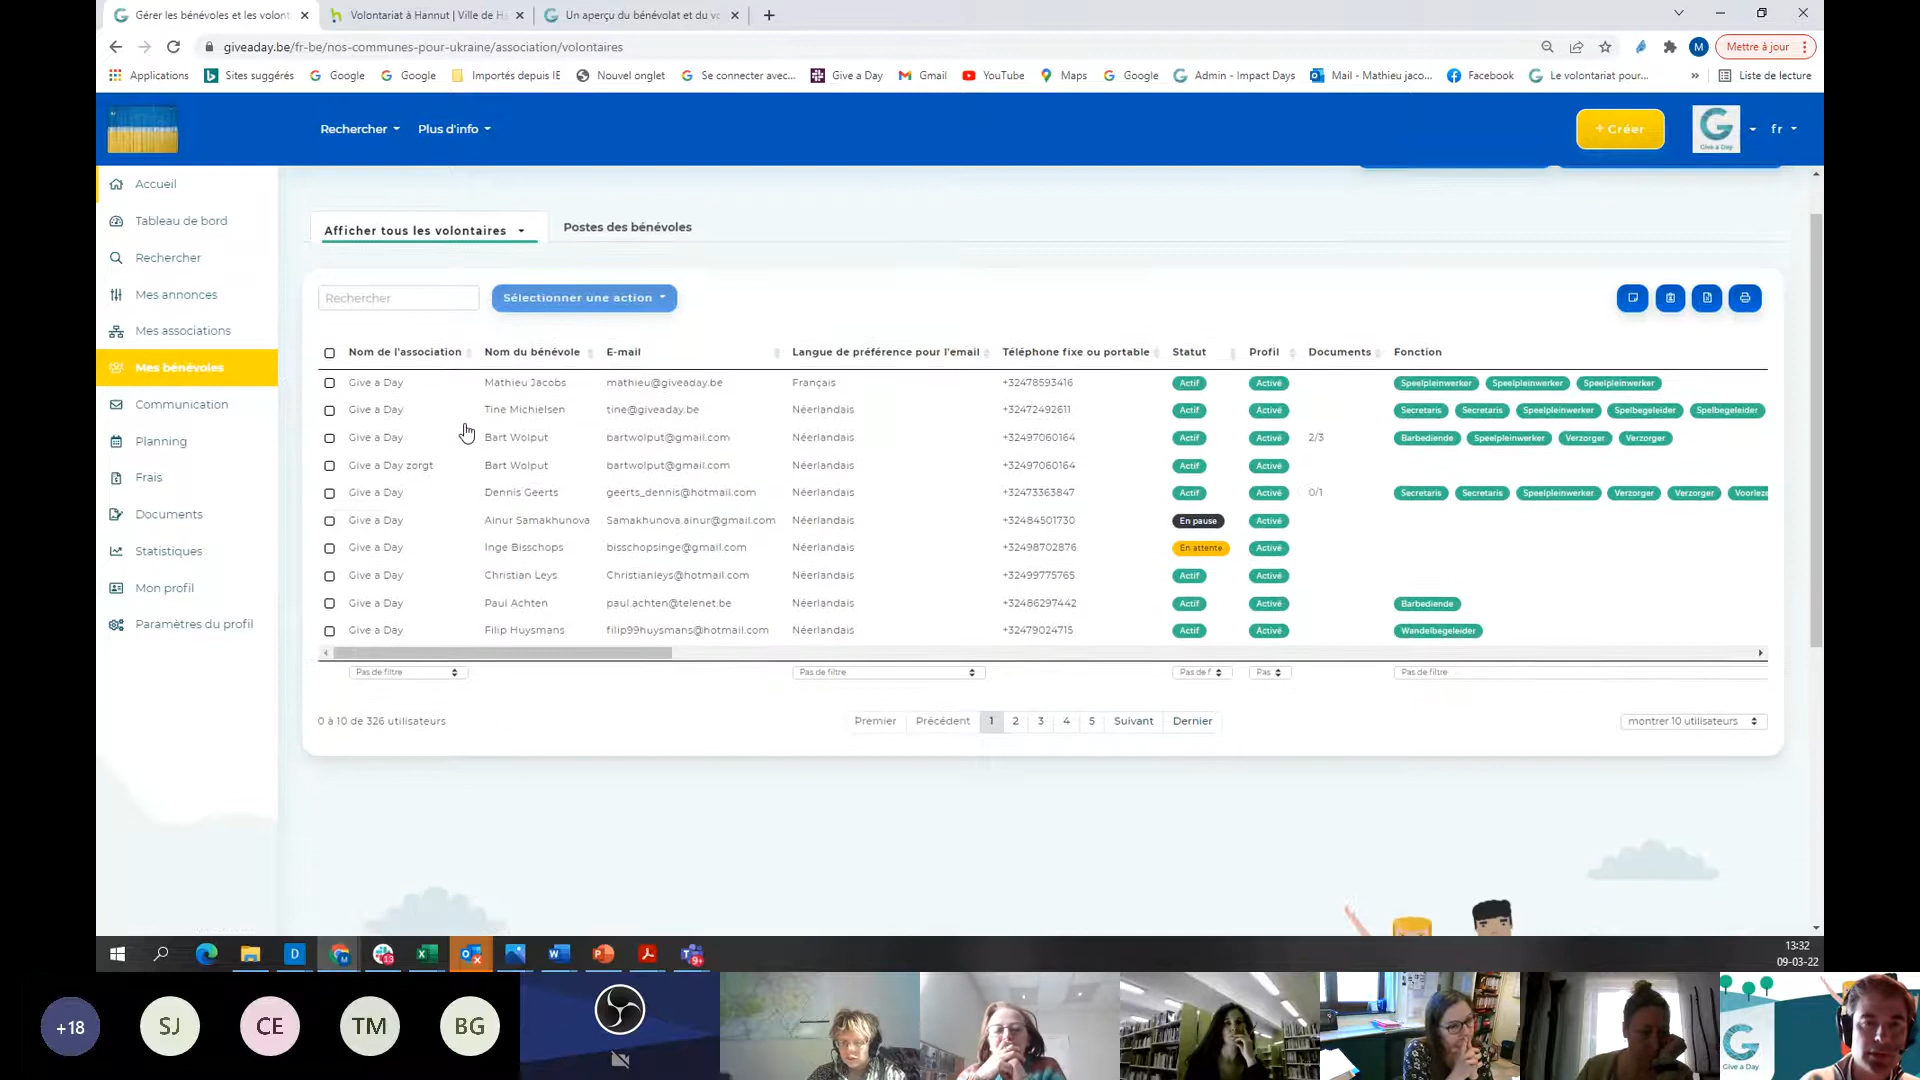 Gérer les bénévoles et les volont
Volontariat à Hannut | Ville de H
Un aperçu du bénévolat et du vo
giveaday.be/fr-be/nos-communes-pour-ukraine/association/volontaires
M
Mettre à jour
Applications
Sites suggérés
Google
Google
Importés depuis IE
Nouvel onglet
Se connecter avec...
Give a Day
Gmail
YouTube
Maps
Google
Admin - Impact Days
Mail - Mathieu jaco...
Facebook
Le volontariat pour...
»
Liste de lecture
Rechercher
Plus d'info
+ Créer
Give a Day
fr
Accueil
Tableau de bord
Rechercher
Mes annonces
Mes associations
Mes bénévoles
Communication
Planning
Frais
Documents
Statistiques
Mon profil
Paramètres du profil
Afficher tous les volontaires
Postes des bénévoles
Rechercher
Sélectionner une action
Nom de l'association Nom du bénévole E-mail Langue de préférence pour l'email Téléphone fixe ou portable Statut Profil Documents Fonction
Give a Day Mathieu Jacobs mathieu@giveaday.be Français +32478593416 Actif Activé Speelpleinwerker Speelpleinwerker Speelpleinwerker
Give a Day Tine Michielsen tine@giveaday.be Néerlandais +32472492611 Actif Activé Secretaris Secretaris Speelpleinwerker Spelbegeleider Spelbegeleider
Give a Day Bart Wolput bartwolput@gmail.com Néerlandais +32497060164 Actif Activé 2/3 Barbediende Speelpleinwerker Verzorger Verzorger
Give a Day zorgt Bart Wolput bartwolput@gmail.com Néerlandais +32497060164 Actif Activé
Give a Day Dennis Geerts geerts_dennis@hotmail.com Néerlandais +32473363847 Actif Activé 0/1 Secretaris Secretaris Speelpleinwerker Verzorger Verzorger Voorleze
Give a Day Ainur Samakhunova Samakhunova.ainur@gmail.com Néerlandais +32484501730 En pause Activé
Give a Day Inge Bisschops bisschopsinge@gmail.com Néerlandais +32498702876 En attente Activé
Give a Day Christian Leys Christianleys@hotmail.com Néerlandais +32499775765 Actif Activé
Give a Day Paul Achten paul.achten@telenet.be Néerlandais +32486297442 Actif Activé Barbediende
Give a Day Filip Huysmans filip99huysmans@hotmail.com Néerlandais +32479024715 Actif Activé Wandelbegeleider
Pas de filtre Pas de filtre Pas de f Pas Pas de filtre
0 à 10 de 326 utilisateurs
Premier Précédent 1 2 3 4 5 Suivant Dernier
montrer 10 utilisateurs
13:32
09-03-22
+18
SJ
CE
TM
BG
Give a Day